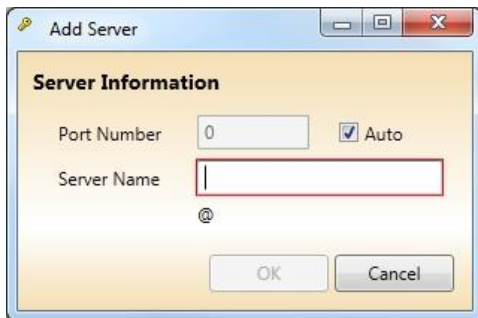 Add Server
Server Information
Port Number 0 Auto
Server Name
@
OK Cancel